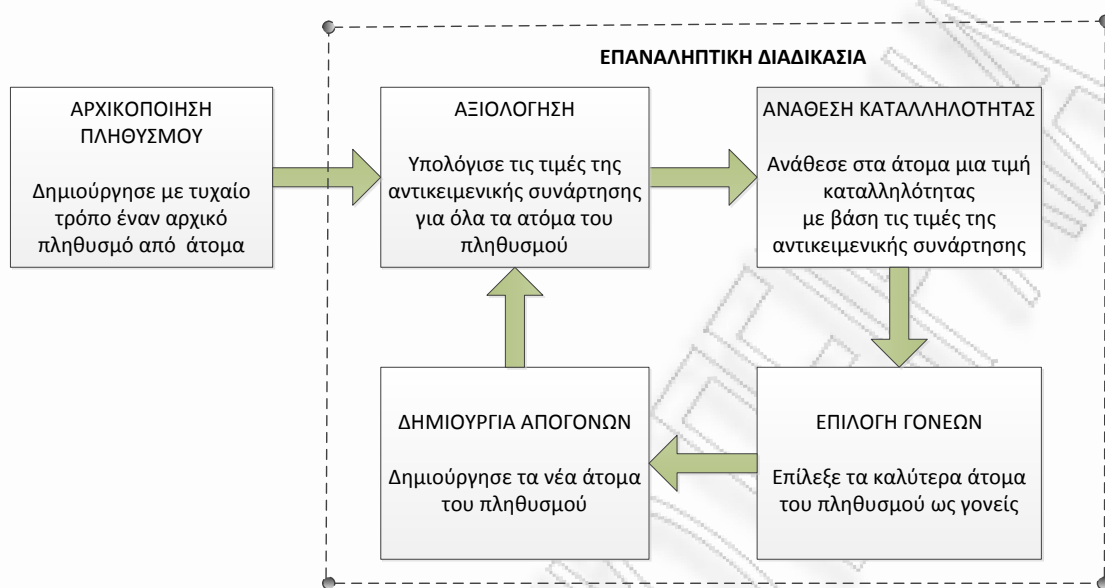 ΕΠΑΝΑΛΗΠΤΙΚΗ ΔΙΑΔΙΚΑΣΙΑ
ΑΡΧΙΚΟΠΟΙΗΣΗ
ΠΛΗΘΥΣΜΟΥ
Δημιούργησε με τυχαίο
τρόπο έναν αρχικό
πληθυσμό από άτομα
ΑΞΙΟΛΟΓΗΣΗ
Υπολόγισε τις τιμές της
αντικειμενικής συνάρτησης
για όλα τα ατόμα του
πληθυσμού
ΑΝΑΘΕΣΗ ΚΑΤΑΛΛΗΛΟΤΗΤΑΣ
Ανάθεσε στα άτομα μια τιμή
καταλληλότητας
με βάση τις τιμές της
αντικειμενικής συνάρτησης
ΔΗΜΙΟΥΡΓΙΑ ΑΠΟΓΟΝΩΝ
Δημιούργησε τα νέα άτομα
του πληθυσμού
ΕΠΙΛΟΓΗ ΓΟΝΕΩΝ
Επίλεξε τα καλύτερα άτομα
του πληθυσμού ως γονείς